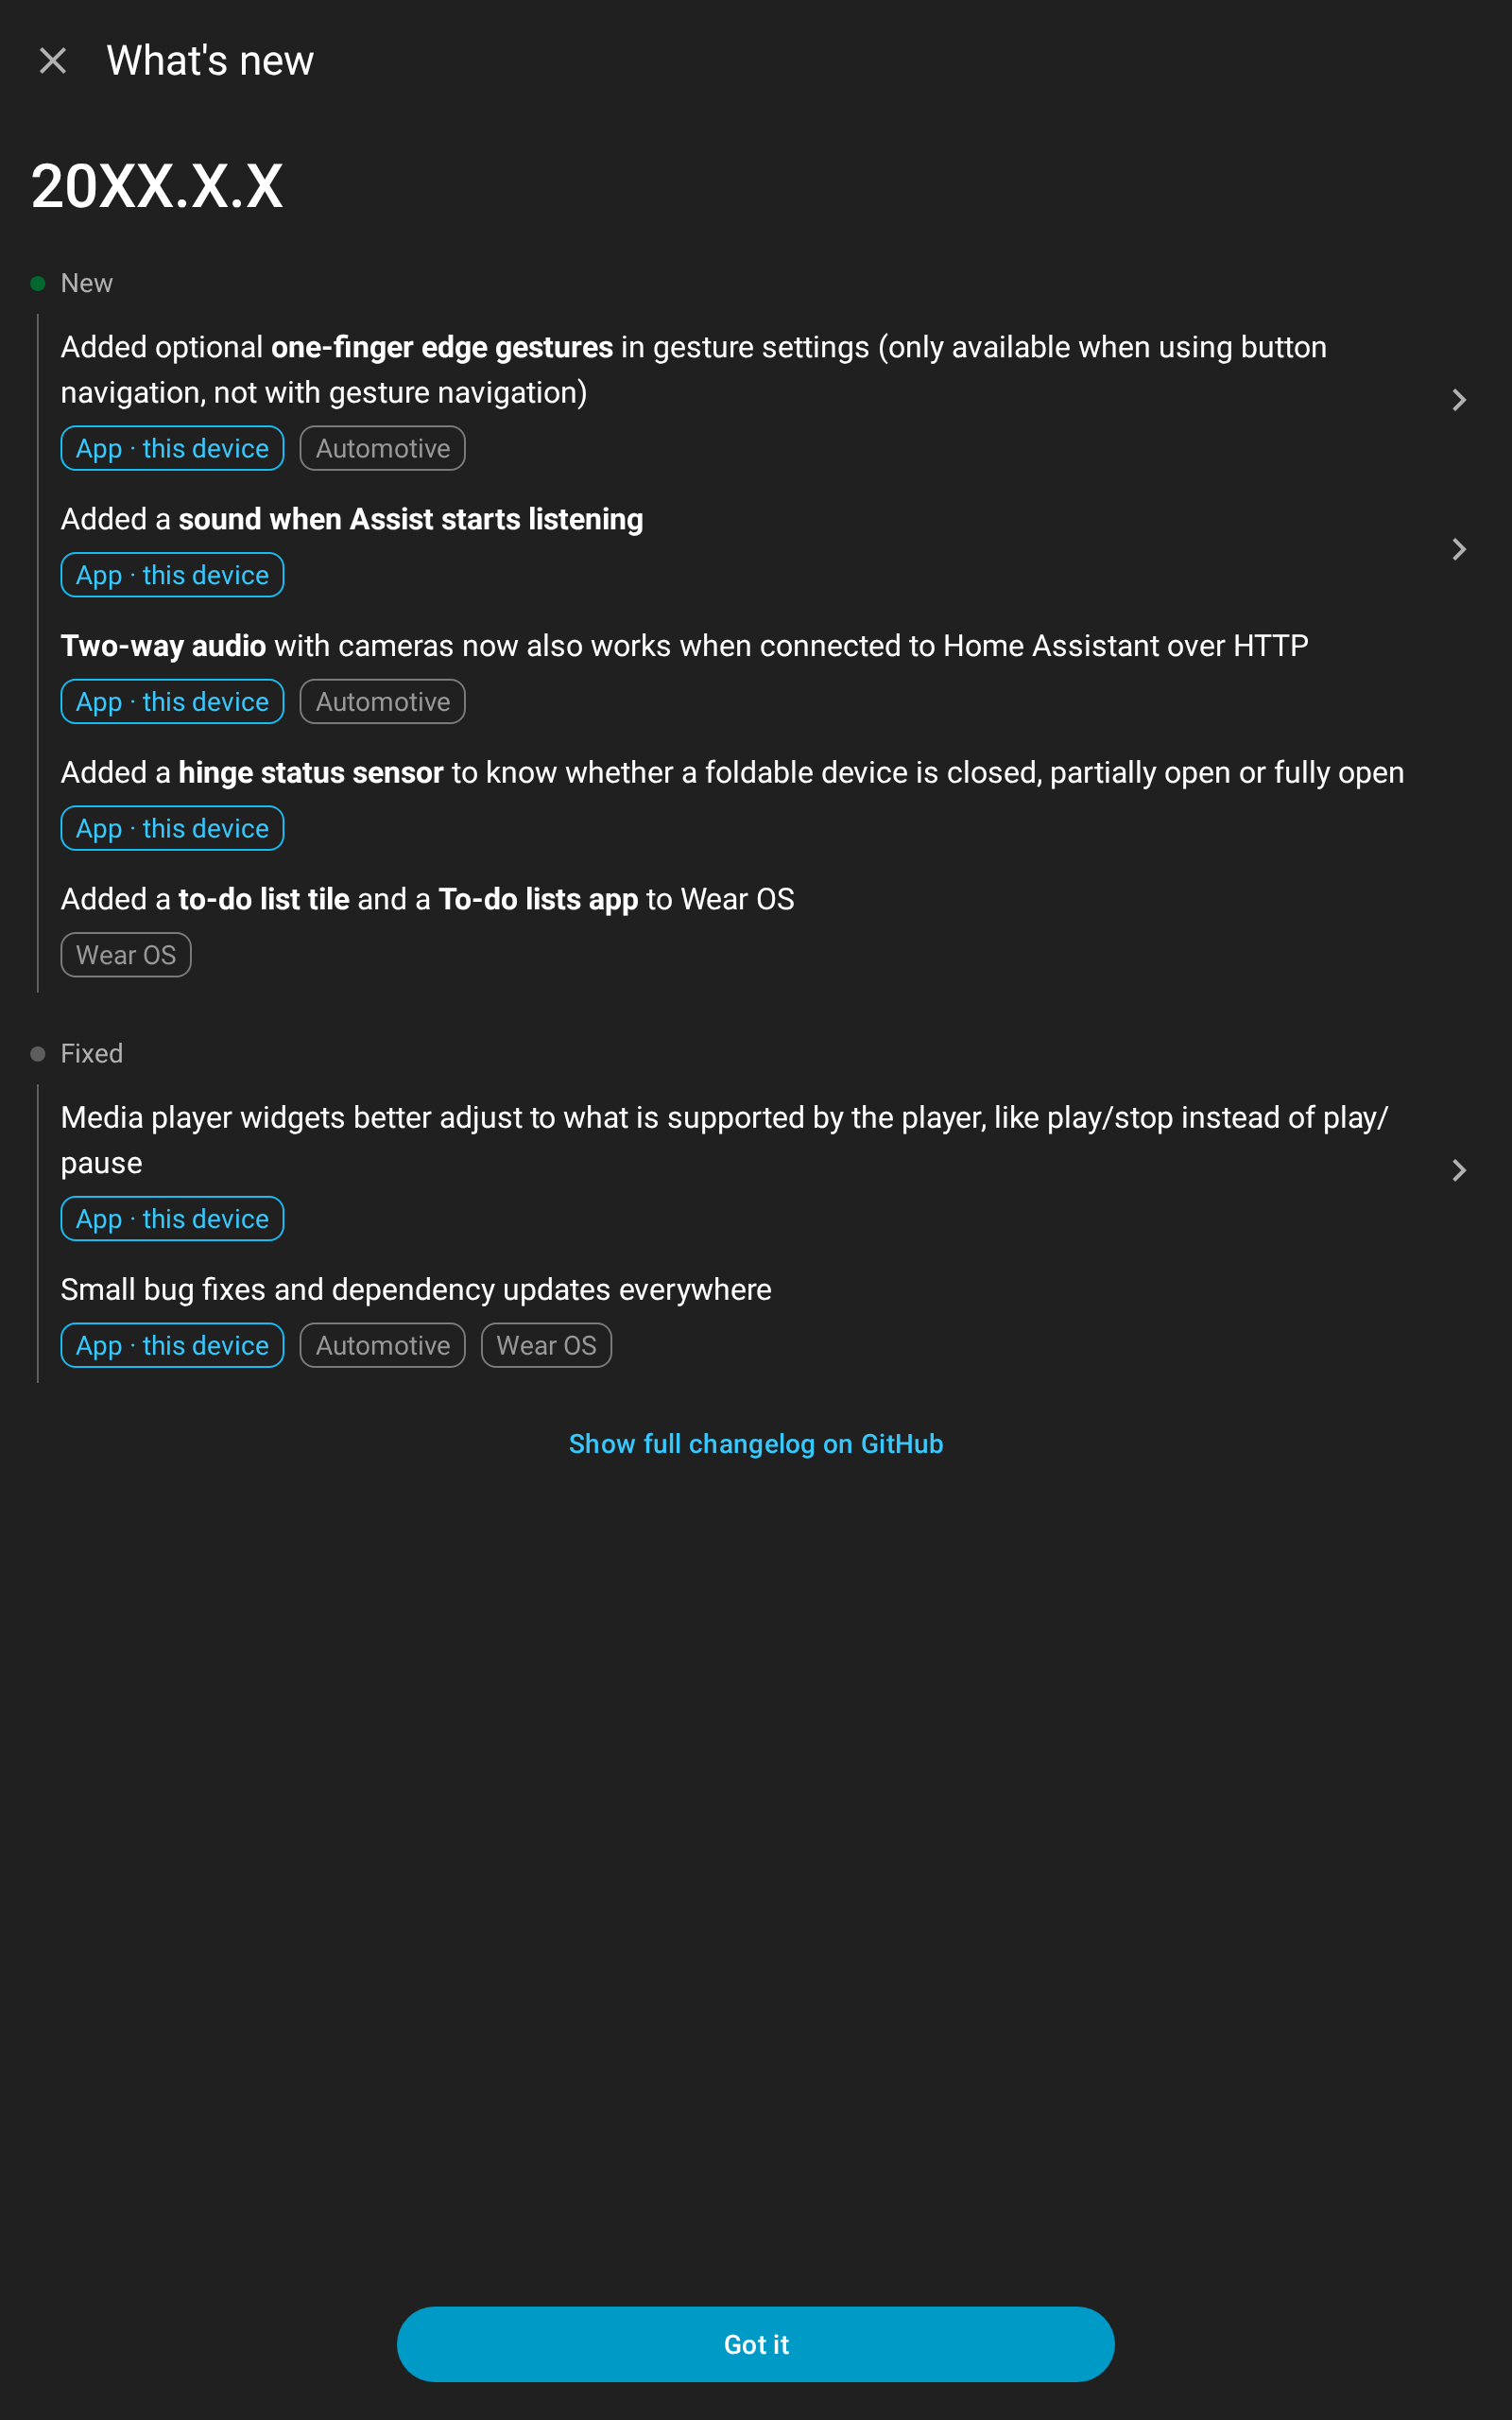 What's new
20XX.X.X
New
Added optional one-finger edge gestures in gesture settings (only available when using button
navigation, not with gesture navigation)
App · this device Automotive
Added a sound when Assist starts listening
App · this device
Two-way audio with cameras now also works when connected to Home Assistant over HTTP
App · this device Automotive
Added a hinge status sensor to know whether a foldable device is closed, partially open or fully open
App · this device
Added a to-do list tile and a To-do lists app to Wear OS
Wear OS
Fixed
Media player widgets better adjust to what is supported by the player, like play/stop instead of play/
pause
App · this device
Small bug fixes and dependency updates everywhere
App · this device Automotive Wear OS
Show full changelog on GitHub
Got it